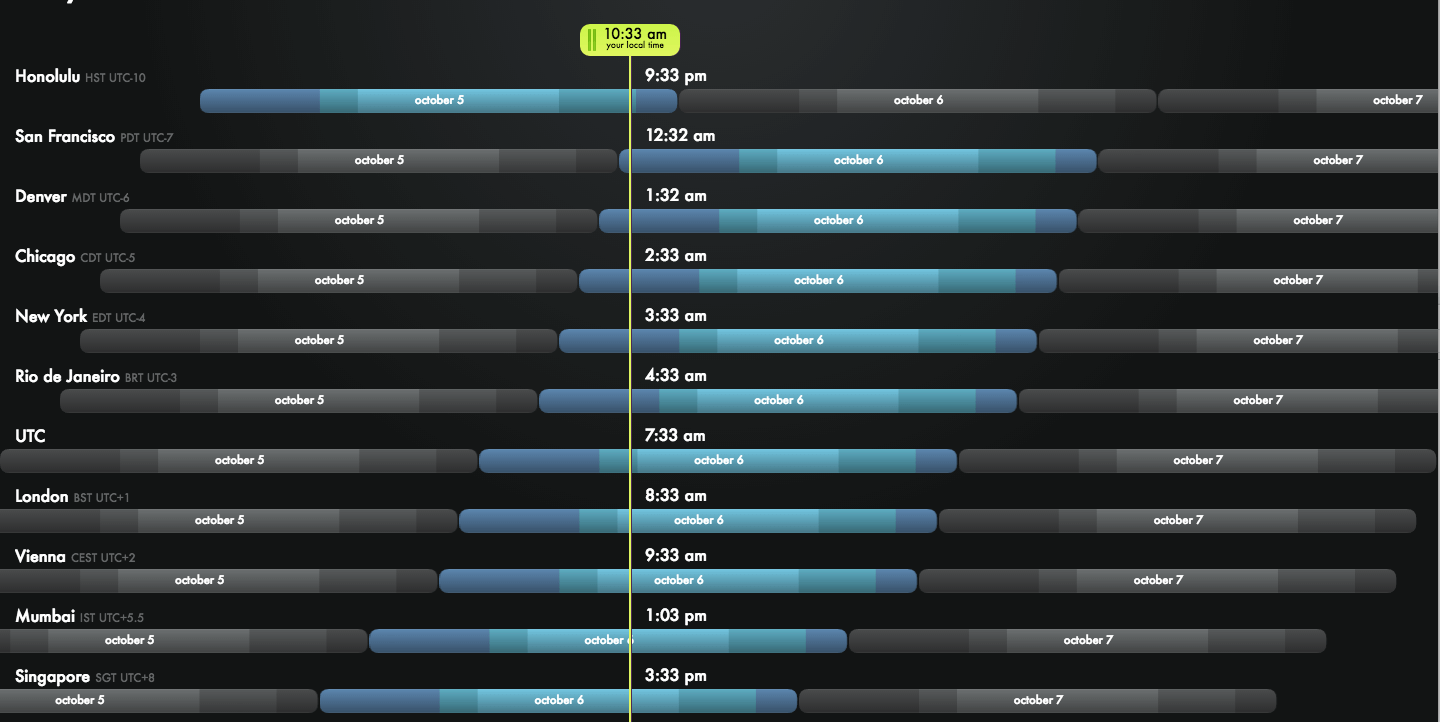 10:33 am
your local time
Honolulu HST UTC-10
9:33 pm
october 5 october 6 october 7
San Francisco PDT UTC-7
12:32 am
october 5 october 6 october 7
Denver MDT UTC-6
1:32 am
october 5 october 6 october 7
Chicago CDT UTC-5
2:33 am
october 5 october 6 october 7
New York EDT UTC-4
3:33 am
october 5 october 6 october 7
Rio de Janeiro BRT UTC-3
4:33 am
october 5 october 6 october 7
UTC
7:33 am
october 5 october 6 october 7
London BST UTC+1
8:33 am
october 5 october 6 october 7
Vienna CEST UTC+2
9:33 am
october 5 october 6 october 7
Mumbai IST UTC+5.5
1:03 pm
october 5 october 6 october 7
Singapore SGT UTC+8
3:33 pm
october 5 october 6 october 7